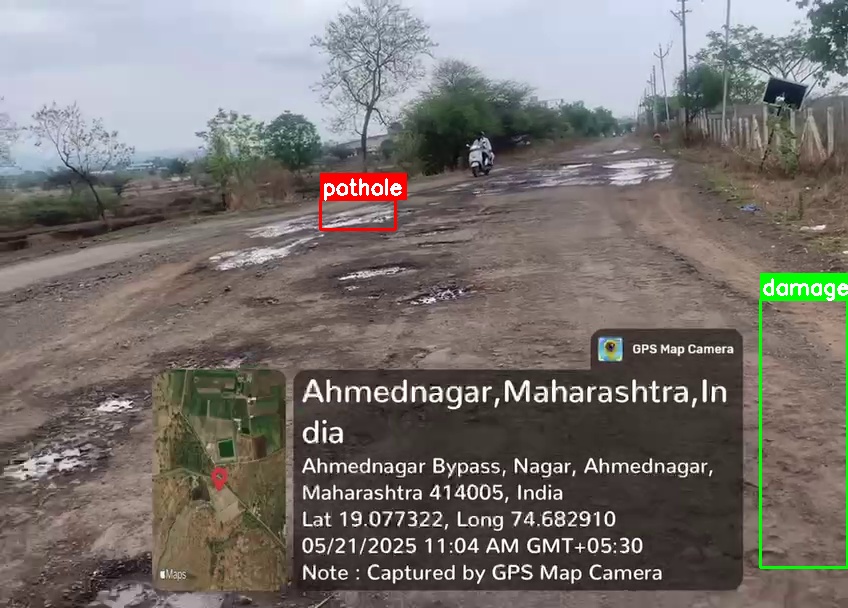 pothole
damage
GPS Map Camera
Ahmednagar,Maharashtra,In
dia
Ahmednagar Bypass, Nagar, Ahmednagar,
Maharashtra 414005, India
Lat 19.077322, Long 74.682910
05/21/2025 11:04 AM GMT+05:30
Note : Captured by GPS Map Camera
Maps